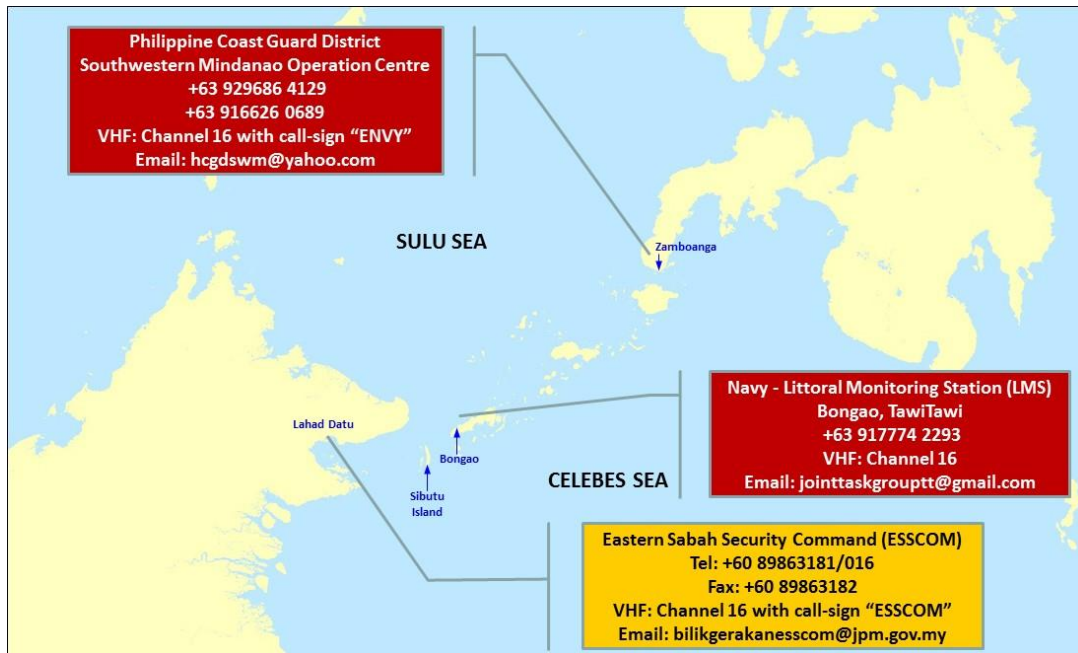 Philippine Coast Guard District
Southwestern Mindanao Operation Centre
+63 929686 4129
+63 916626 0689
VHF: Channel 16 with call-sign “ENVY”
Email: hcgdswm@yahoo.com
SULU SEA
Zamboanga
Navy - Littoral Monitoring Station (LMS)
Bongao, TawiTawi
+63 917774 2293
VHF: Channel 16
Email: jointtaskgrouptt@gmail.com
Lahad Datu
Bongao
Sibutu
Island
CELEBES SEA
Eastern Sabah Security Command (ESSCOM)
Tel: +60 89863181/016
Fax: +60 89863182
VHF: Channel 16 with call-sign “ESSCOM”
Email: bilikgerakanesscom@jpm.gov.my